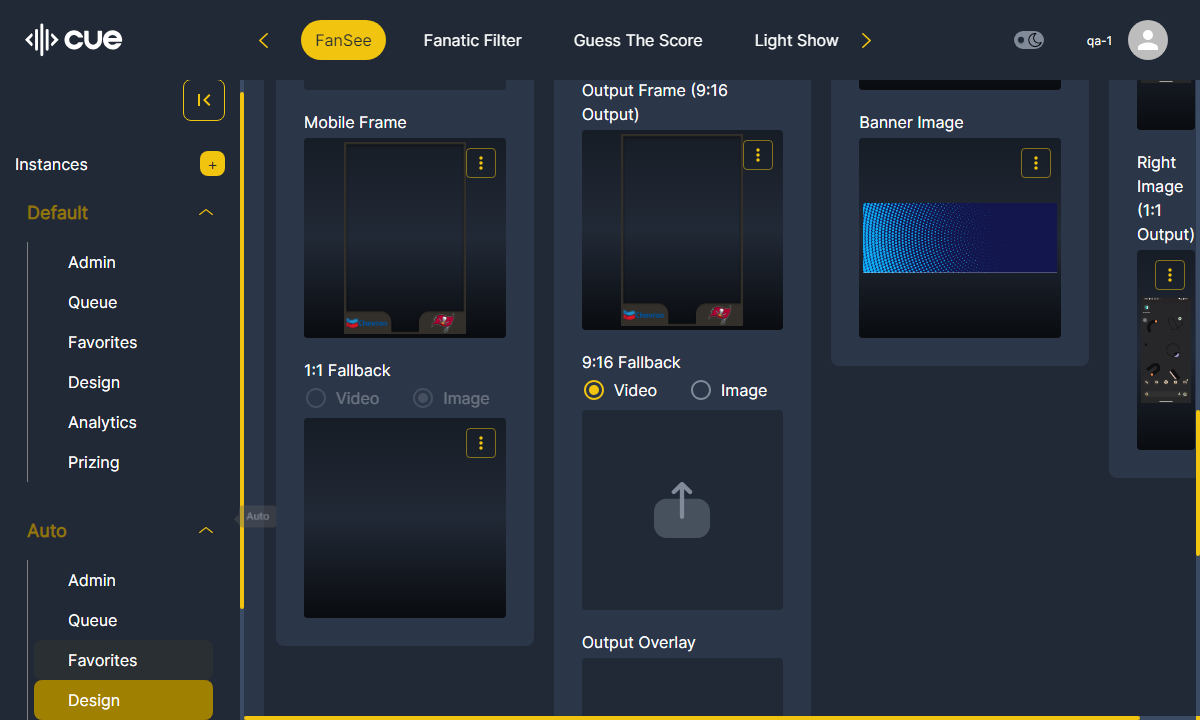 cue
FanSee
Fanatic Filter
Guess The Score
Light Show
qa-1
Instances
+
Default
Admin
Queue
Favorites
Design
Analytics
Prizing
Auto
Admin
Queue
Favorites
Design
Auto
Mobile Frame
1:1 Fallback
Video
Image
Output Frame (9:16
Output)
9:16 Fallback
Video
Image
Output Overlay
Banner Image
Right
Image
(1:1
Output)